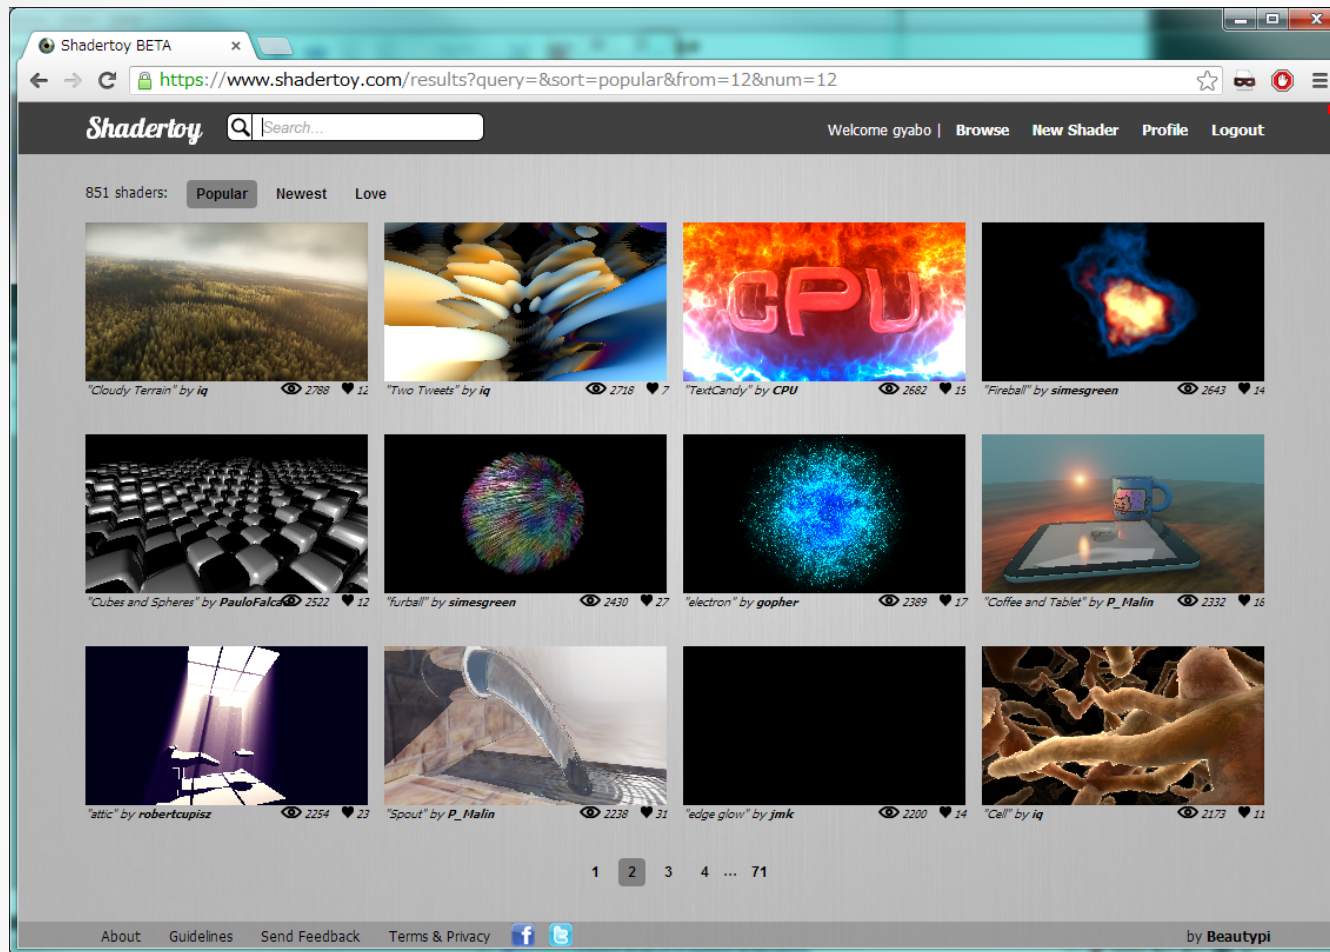 Shadertoy BETA
https://www.shadertoy.com/results?query=&sort=popular&from=12&num=12
Shadertoy Search... Welcome gyabo | Browse New Shader Profile Logout
851 shaders: Popular Newest Love
CPU
"Cloudy Terrain" by iq 2788 12
"Two Tweets" by iq 2718 7
"TextCandy" by CPU 2682 15
"Fireball" by simesgreen 2643 14
"Cubes and Spheres" by PauloFalcao 2522 12
"furball" by simesgreen 2430 27
"electron" by gopher 2389 17
"Coffee and Tablet" by P_Malin 2332 18
"attic" by robertcupisz 2254 23
"Spout" by P_Malin 2238 31
"edge glow" by jmk 2200 14
"Cell" by iq 2173 11
1 2 3 4 ... 71
About Guidelines Send Feedback Terms & Privacy by Beautypi